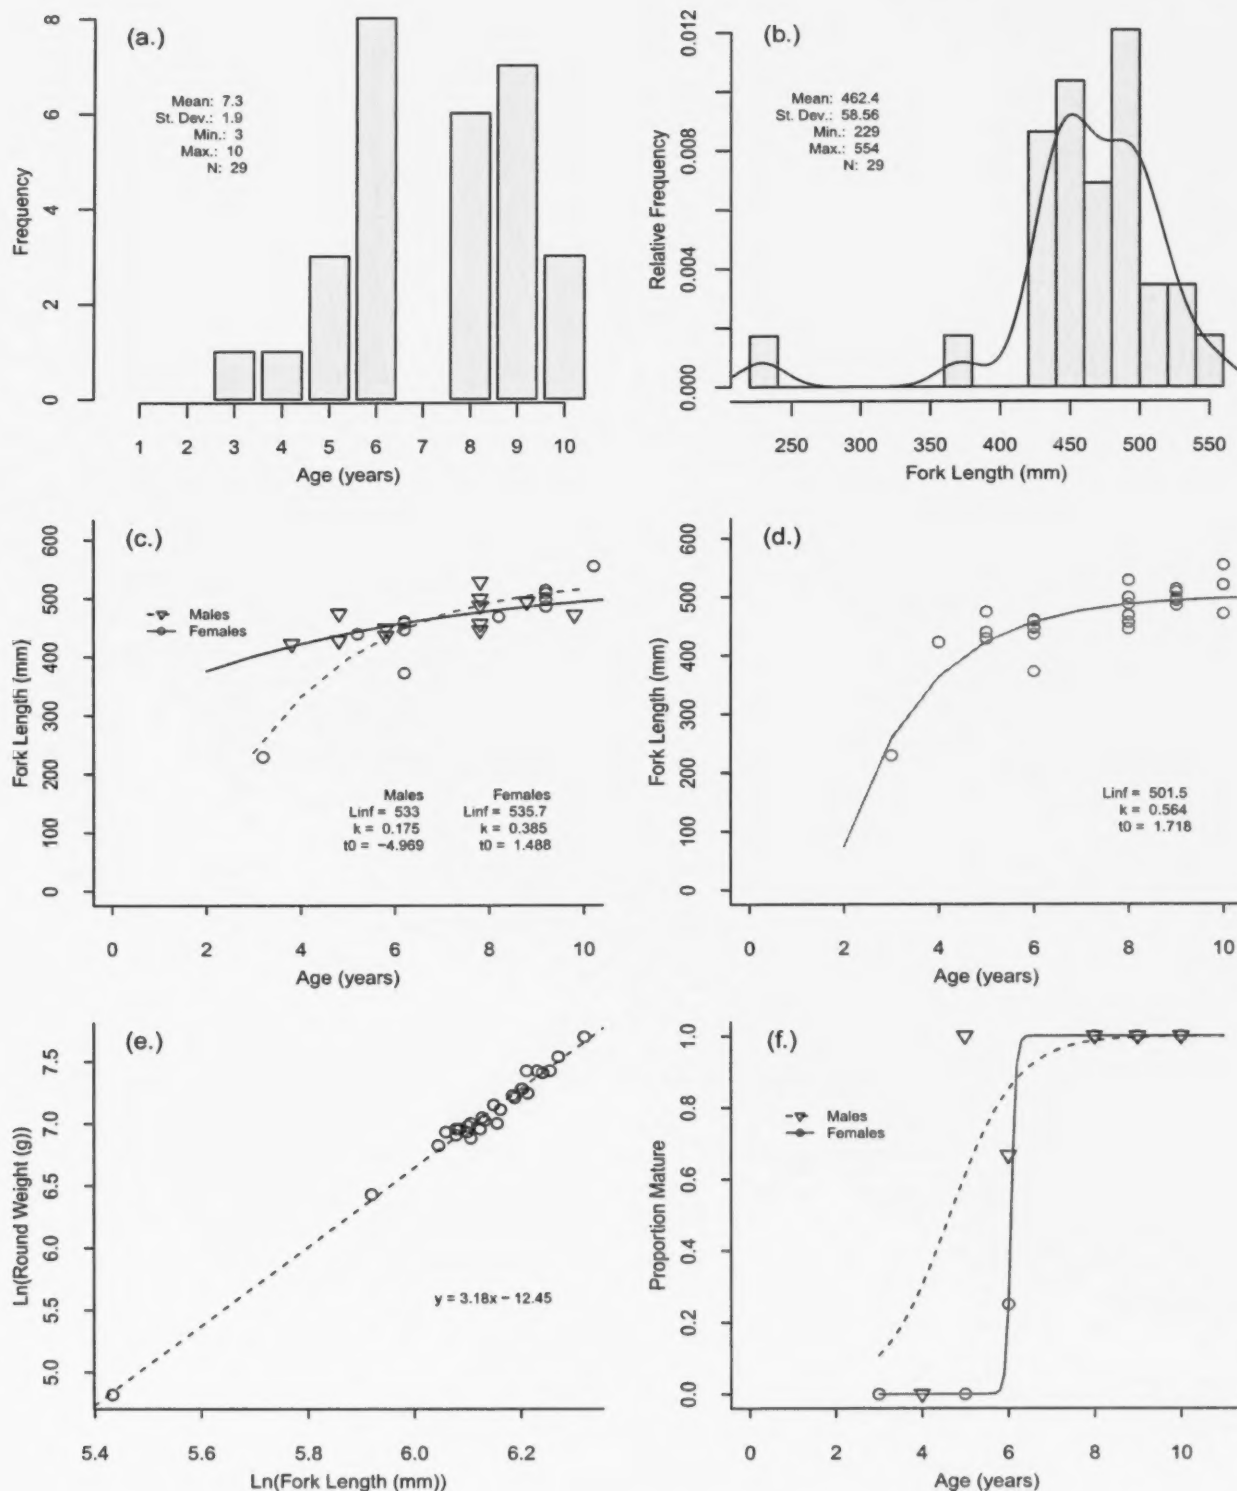 (a.)
Mean: 7.3
St. Dev.: 1.9
Min.: 3
Max.: 10
N: 29
Frequency
0
2
4
6
8
1 2 3 4 5 6 7 8 9 10
Age (years)
(b.)
Mean: 462.4
St. Dev.: 58.56
Min.: 229
Max.: 554
N: 29
Relative Frequency
0.000
0.004
0.008
0.012
250 300 350 400 450 500 550
Fork Length (mm)
(c.)
Males
Females
Fork Length (mm)
0
100
200
300
400
500
600
Males Females
Linf = 533 Linf = 535.7
k = 0.175 k = 0.385
t0 = −4.969 t0 = 1.488
0 2 4 6 8 10
Age (years)
(d.)
Fork Length (mm)
0
100
200
300
400
500
600
Linf = 501.5
k = 0.564
t0 = 1.718
0 2 4 6 8 10
Age (years)
(e.)
Ln(Round Weight (g))
5.0
5.5
6.0
6.5
7.0
7.5
y = 3.18x − 12.45
5.4 5.6 5.8 6.0 6.2
Ln(Fork Length (mm))
(f.)
Males
Females
Proportion Mature
0.0
0.2
0.4
0.6
0.8
1.0
0 2 4 6 8 10
Age (years)